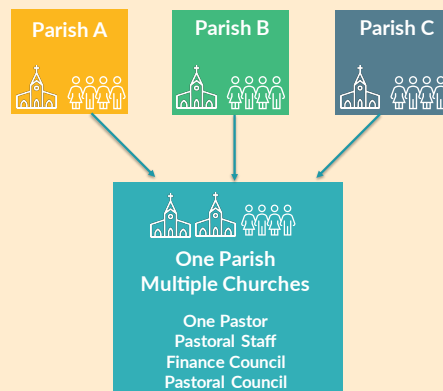 Parish A
Parish B
Parish C
One Parish
Multiple Churches
One Pastor
Pastoral Staff
Finance Council
Pastoral Council